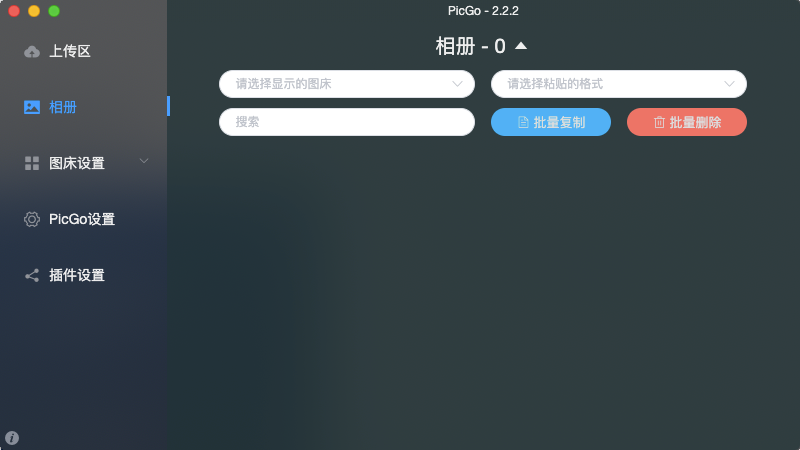 PicGo - 2.2.2
上传区
相册
图床设置
PicGo设置
插件设置
相册 - 0
请选择显示的图床
请选择粘贴的格式
搜索
批量复制
批量删除